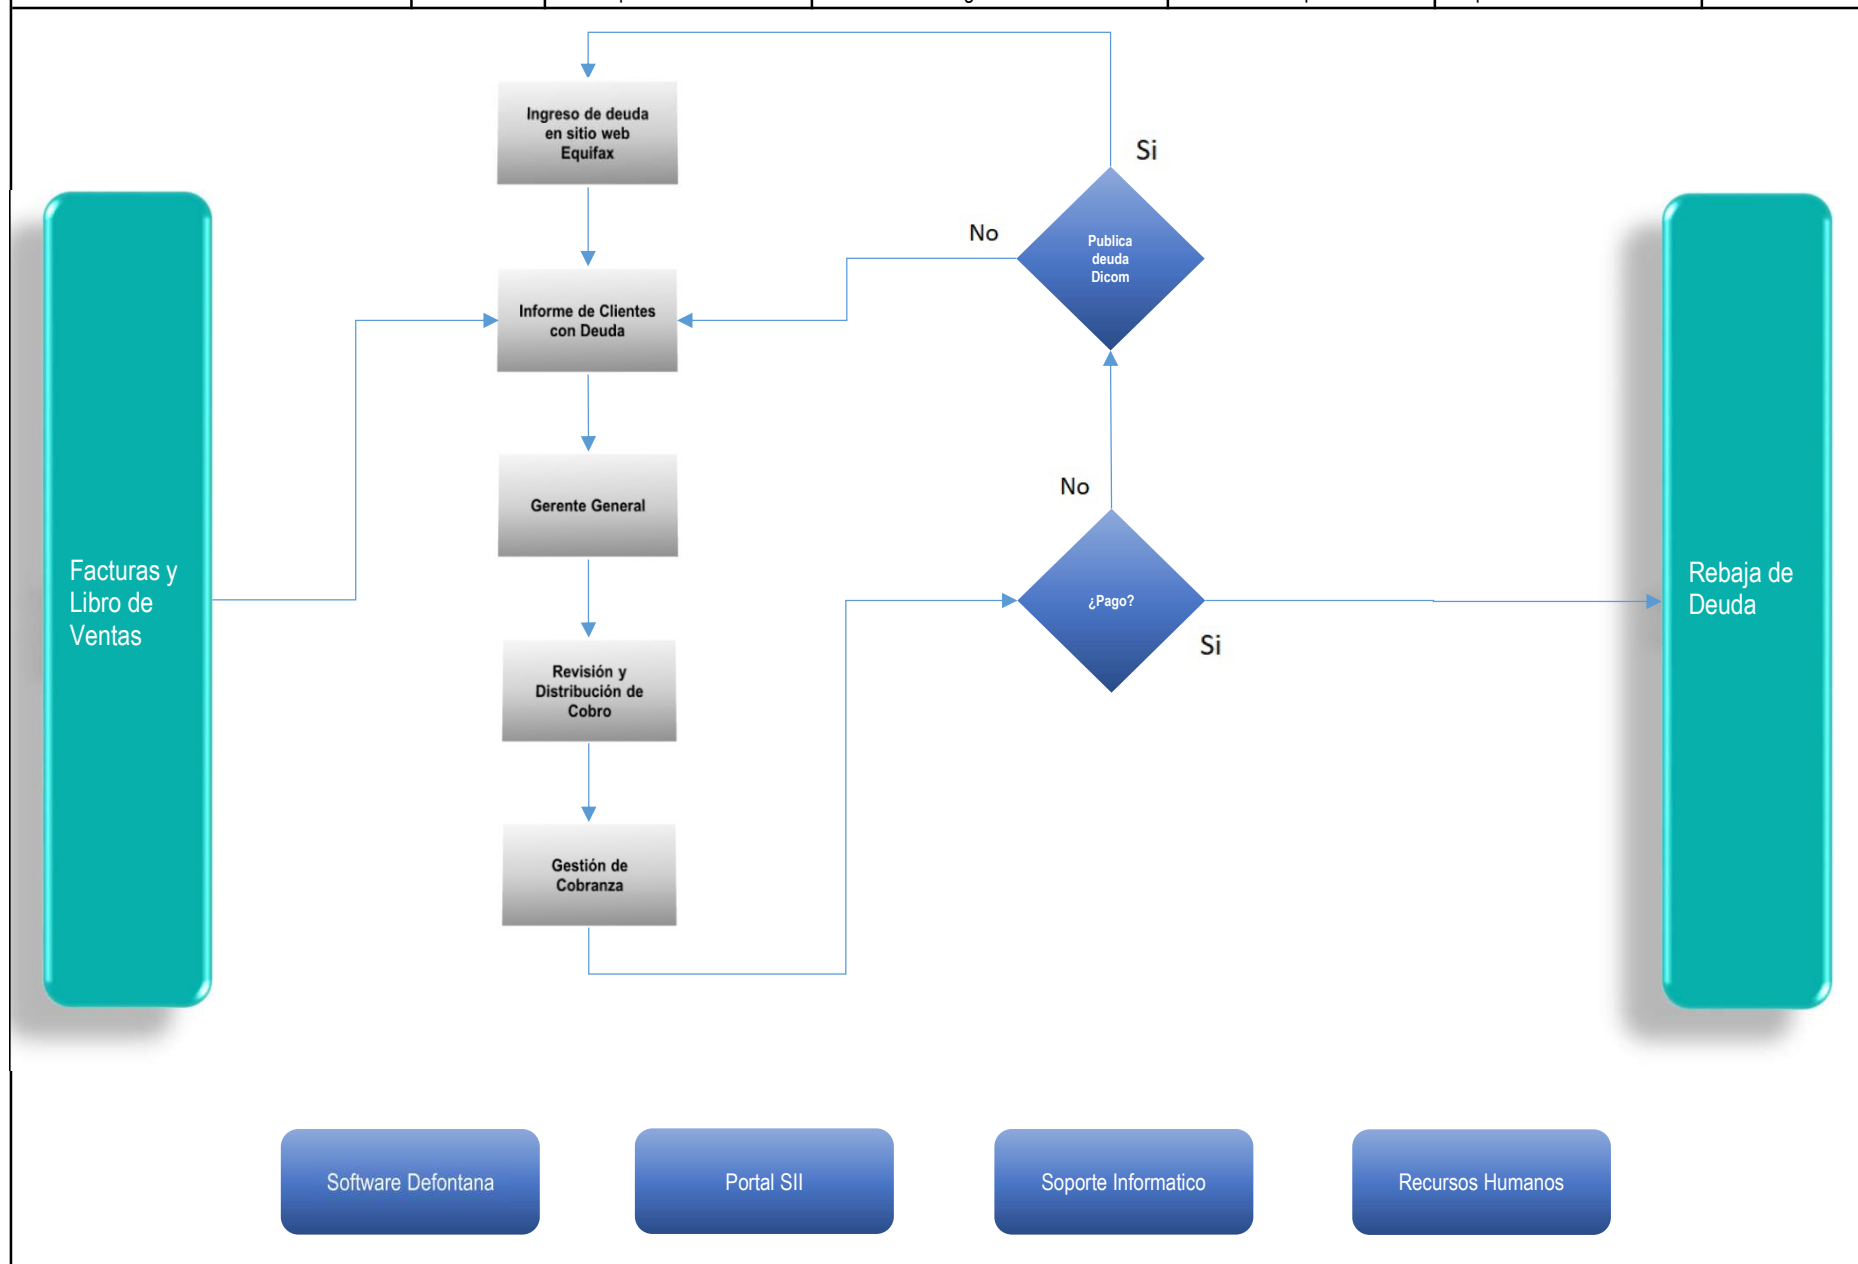 Ingreso de deuda
en sitio web
Equifax
Si
No
Publica
deuda
Dicom
Informe de Clientes
con Deuda
Gerente General
No
Facturas y
Libro de
Ventas
¿Pago?
Rebaja de
Deuda
Si
Revisión y
Distribución de
Cobro
Gestión de
Cobranza
Software Defontana
Portal SII
Soporte Informatico
Recursos Humanos